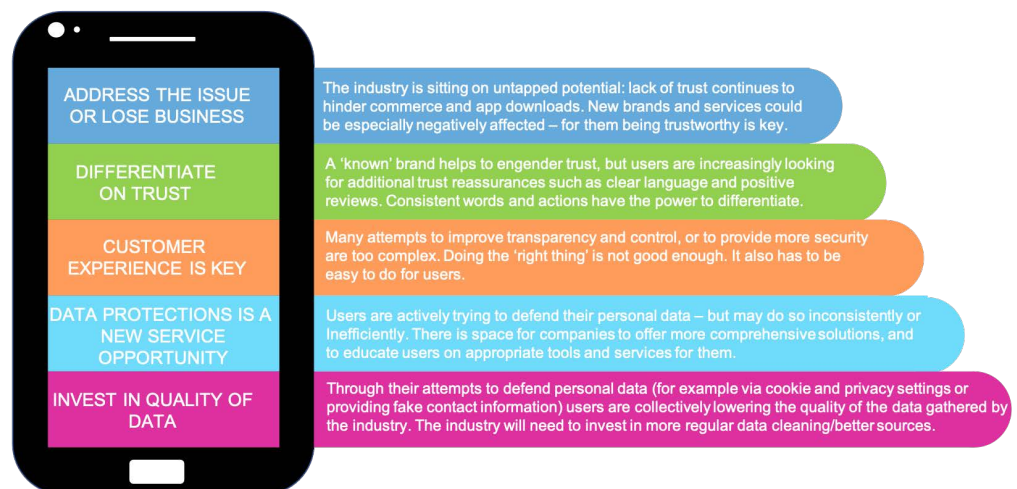 ADDRESS THE ISSUE
OR LOSE BUSINESS
The industry is sitting on untapped potential: lack of trust continues to
hinder commerce and app downloads. New brands and services could
be especially negatively affected – for them being trustworthy is key.
DIFFERENTIATE
ON TRUST
A ‘known’ brand helps to engender trust, but users are increasingly looking
for additional trust reassurances such as clear language and positive
reviews. Consistent words and actions have the power to differentiate.
CUSTOMER
EXPERIENCE IS KEY
Many attempts to improve transparency and control, or to provide more security
are too complex. Doing the ‘right thing’ is not good enough. It also has to be
easy to do for users.
DATA PROTECTIONS IS A
NEW SERVICE
OPPORTUNITY
Users are actively trying to defend their personal data – but may do so inconsistently or
Inefficiently. There is space for companies to offer more comprehensive solutions, and
to educate users on appropriate tools and services for them.
INVEST IN QUALITY OF
DATA
Through their attempts to defend personal data (for example via cookie and privacy settings or
providing fake contact information) users are collectively lowering the quality of the data gathered by
the industry. The industry will need to invest in more regular data cleaning/better sources.